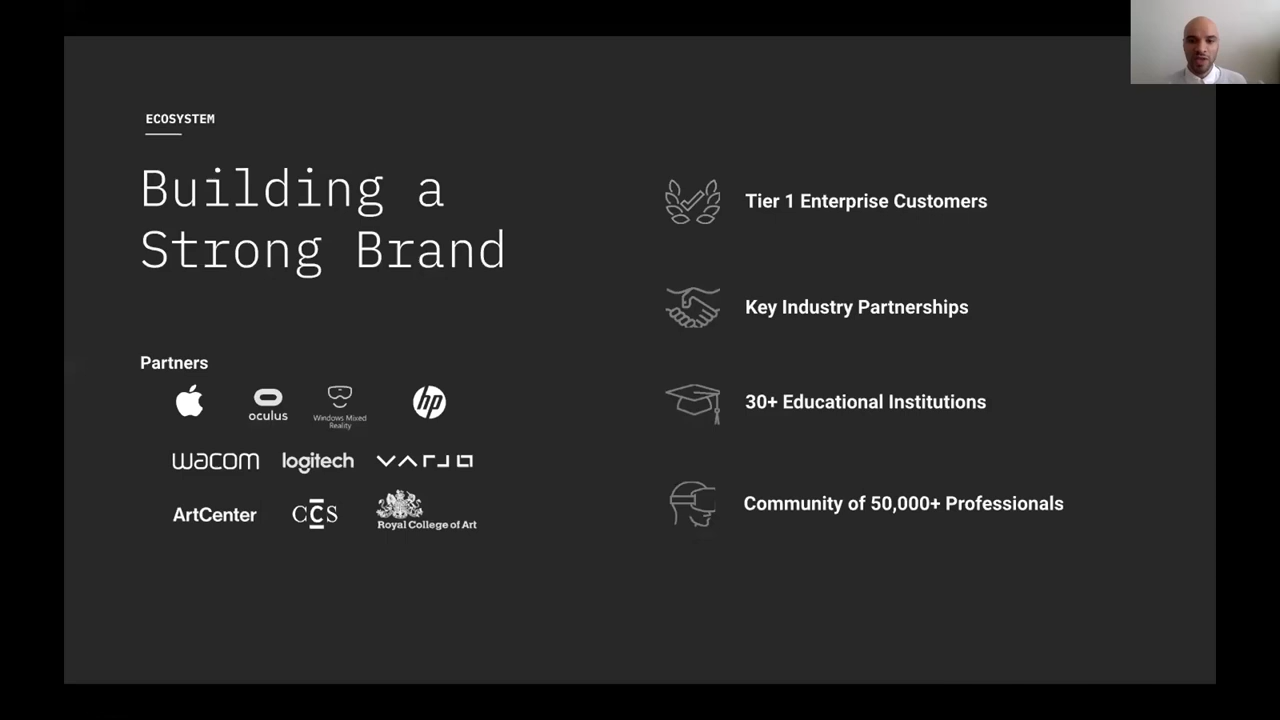 ECOSYSTEM
Building a
Strong Brand
Partners
oculus
Windows Mixed
Reality
hp
wacom
logitech
VARJO
ArtCenter
CCS
Royal College of Art
Tier 1 Enterprise Customers
Key Industry Partnerships
30+ Educational Institutions
Community of 50,000+ Professionals